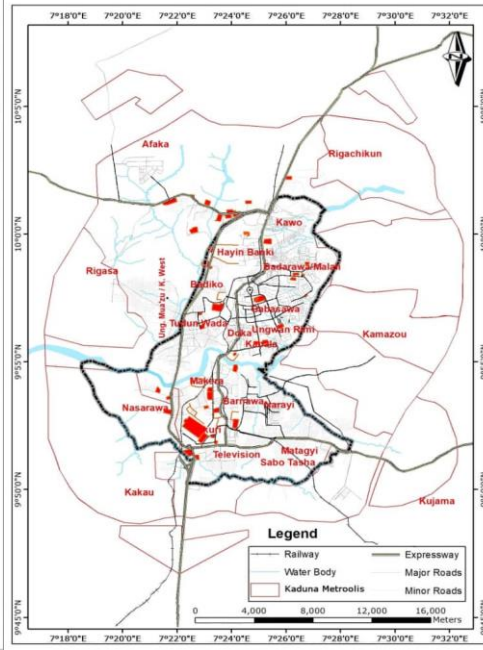 7°18'0"E 7°20'0"E 7°22'0"E 7°24'0"E 7°26'0"E 7°28'0"E 7°30'0"E 7°32'0"E
10°5'0"N
10°0'0"N
9°55'0"N
9°50'0"N
9°45'0"N
Afaka
Rigachikun
Kawo
Hayin Banki
Badarawa/Malali
Rigasa
Ung. Mua'zu / K. West
Badiko
Gabasawa
Tudun Wada
Doka
Ungwan Rimi
Kamazou
Makera
Nasarawa
Barnawa
Narayi
Television
Matagyi
Sabo Tasha
Kakau
Kujama
Legend
Railway
Expressway
Water Body
Major Roads
Kaduna Metroolis
Minor Roads
0 4,000 8,000 12,000 16,000
Meters
7°18'0"E 7°20'0"E 7°22'0"E 7°24'0"E 7°26'0"E 7°28'0"E 7°30'0"E 7°32'0"E